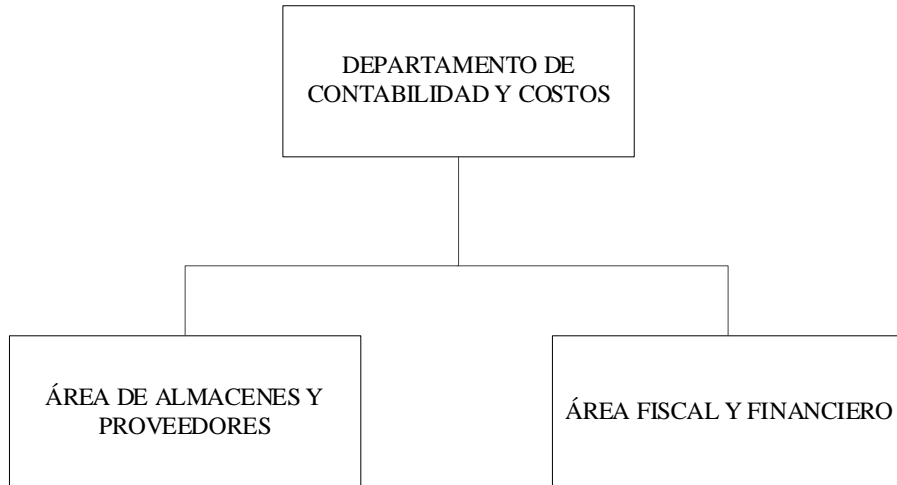 DEPARTAMENTO DE
CONTABILIDAD Y COSTOS
ÁREA DE ALMACENES Y
PROVEEDORES
ÁREA FISCAL Y FINANCIERO